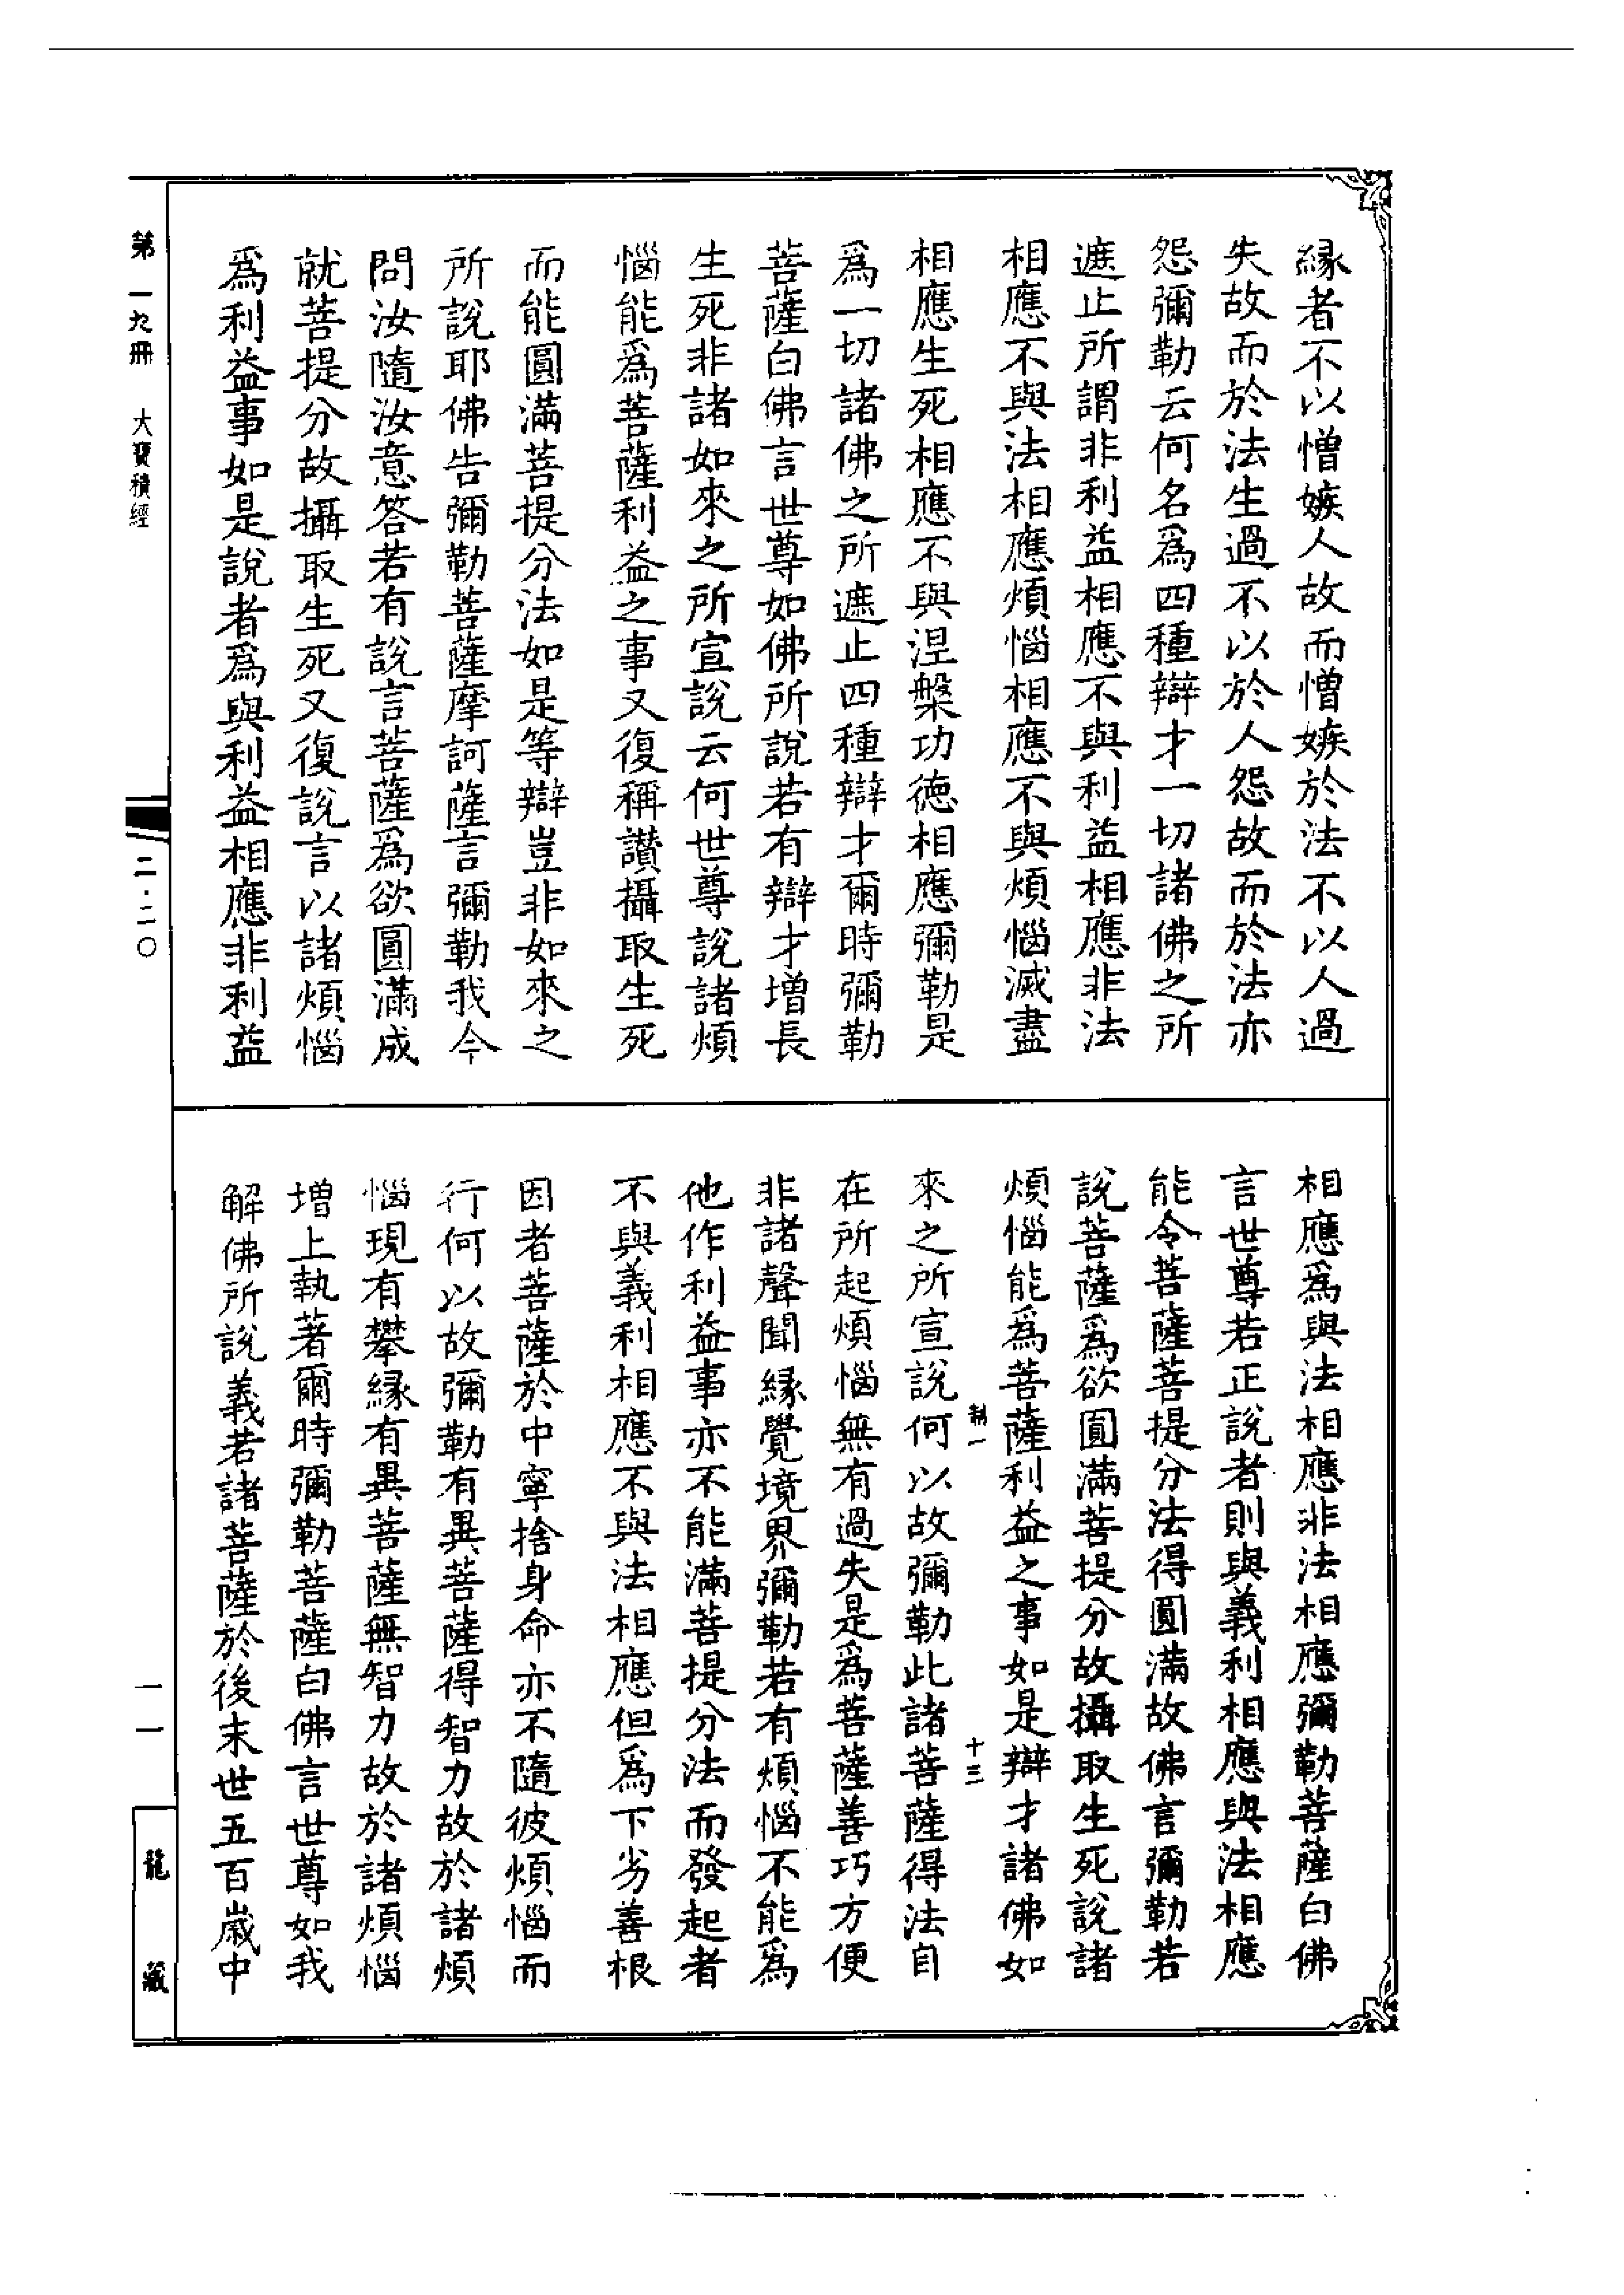 緣者不以憎嫉人故而憎嫉於法不以人過
失故而於法生過不以於人怨故而於法亦
怨彌勒云何名爲四種辯才一切諸佛之所
遮止所謂非利益相應不與利益相應非法
相應不與法相應煩惱相應不與煩惱滅盡
相應生死相應不與涅槃功德相應彌勒是
爲一切諸佛之所遮止四種辯才爾時彌勒
菩薩白佛言世尊如佛所說若有辯才增長
生死非諸如來之所宣說云何世尊說諸煩
惱能爲菩薩利益之事又復稱讚攝取生死
而能圓滿菩提分法如是等辯豈非如來之
所說耶佛告彌勒菩薩摩訶薩言彌勒我今
問汝隨汝意答若有說言菩薩爲欲圓滿成
就菩提分故攝取生死又復說言以諸煩惱
爲利益事如是說者爲與利益相應非利益
相應爲與法相應非法相應彌勒菩薩白佛
言世尊若正說者則與義利相應與法相應
能令菩薩菩提分法得圓滿故佛言彌勒若
說菩薩爲欲圓滿菩提分故攝取生死說諸
煩惱能爲菩薩利益之事如是辯才諸佛如
制一 十三
來之所宣說何以故彌勒此諸菩薩得法自
在所起煩惱無有過失是爲菩薩善巧方便
非諸聲聞緣覺境界彌勒若有煩惱不能爲
他作利益事亦不能滿菩提分法而發起者
不與義利相應不與法相應但爲下劣善根
因者菩薩於中寧捨身命亦不隨彼煩惱而
行何以故彌勒有異菩薩得智力故於諸煩
惱現有攀緣有異菩薩無智力故於諸煩惱
增上執著爾時彌勒菩薩白佛言世尊如我
解佛所說義若諸菩薩於後末世五百歲中
第一九冊 大寶積經
二·二〇
一一
龍藏